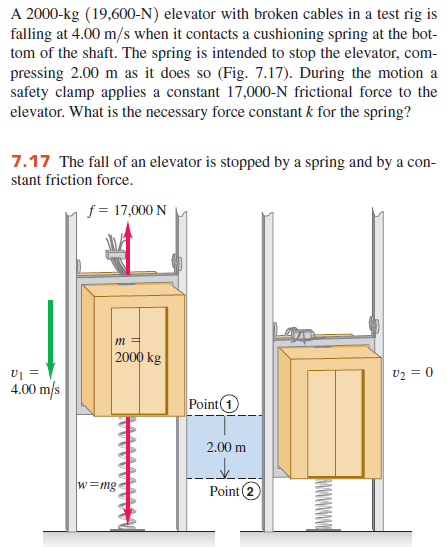 A 2000-kg (19,600-N) elevator with broken cables in a test rig is
falling at 4.00 m/s when it contacts a cushioning spring at the bot-
tom of the shaft. The spring is intended to stop the elevator, com-
pressing 2.00 m as it does so (Fig. 7.17). During the motion a
safety clamp applies a constant 17,000-N frictional force to the
elevator. What is the necessary force constant k for the spring?
7.17 The fall of an elevator is stopped by a spring and by a con-
stant friction force.
f = 17,000 N
m =
2000 kg
v1 =
4.00 m/s
v2 = 0
Point 1
2.00 m
w=mg
Point 2